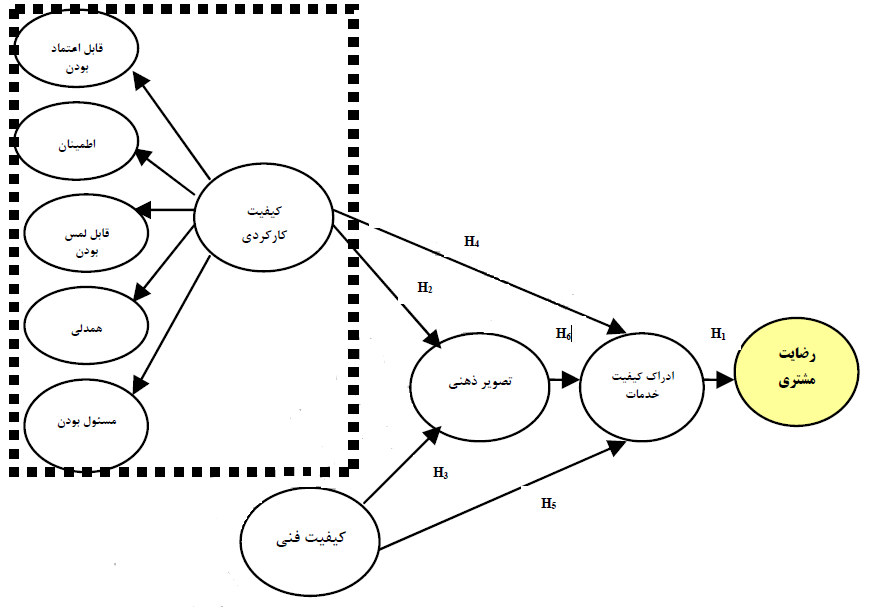 قابل اعتماد
بودن
اطمینان
قابل لمس
بودن
همدلی
مسئول بودن
کیفیت
کارکردی
H4
H2
H6
H1
رضایت
مشتری
ادراک کیفیت
خدمات
تصویر ذهنی
H3
H5
کیفیت فنی